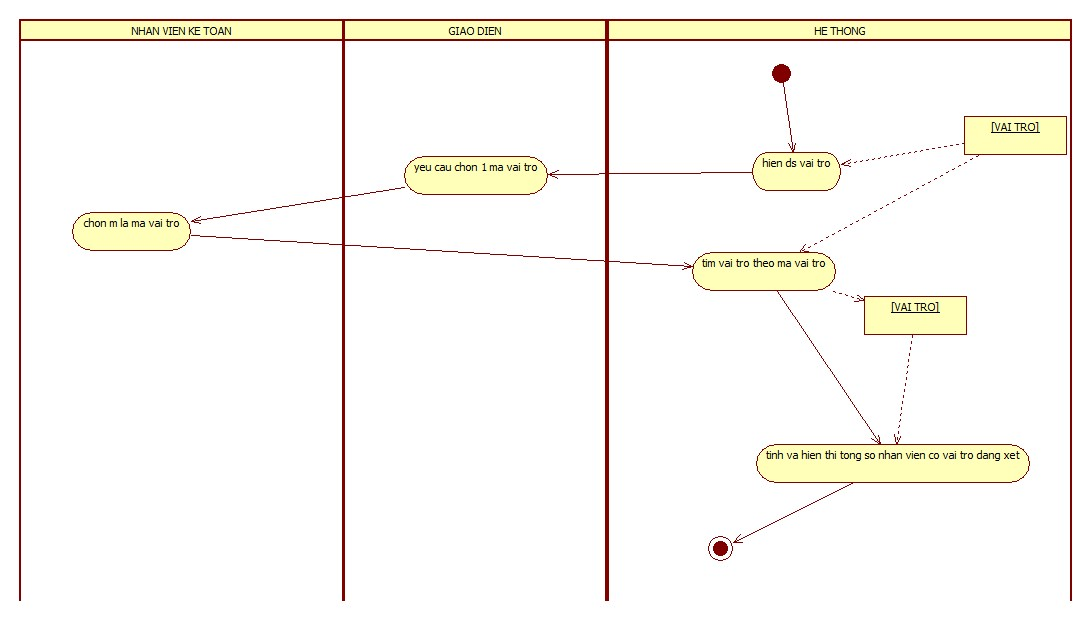 NHAN VIEN KE TOAN
GIAO DIEN
HE THONG
[VAI TRO]
hien ds vai tro
yeu cau chon 1 ma vai tro
chon m la ma vai tro
tim vai tro theo ma vai tro
[VAI TRO]
tinh va hien thi tong so nhan vien co vai tro dang xet